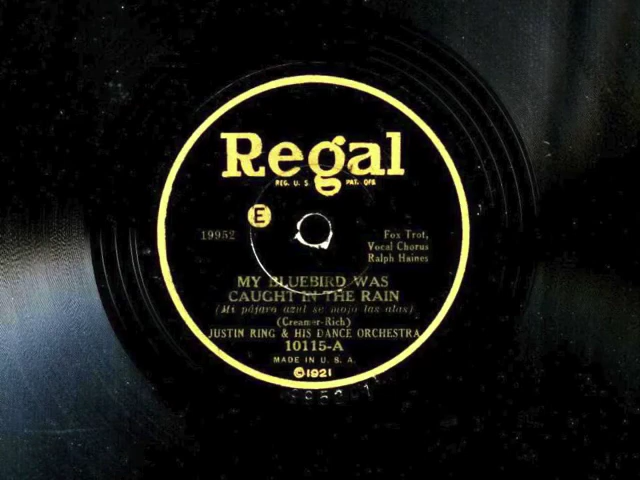 Regal
REG. U. S. PAT. OFF.
E
19952
Fox Trot,
Vocal Chorus
Ralph Haines
MY BLUEBIRD WAS
CAUGHT IN THE RAIN
(Mi pájaro azul se mojo las alas)
(Creamer-Rich)
JUSTIN RING & HIS DANCE ORCHESTRA
10115-A
MADE IN U. S. A.
©1921